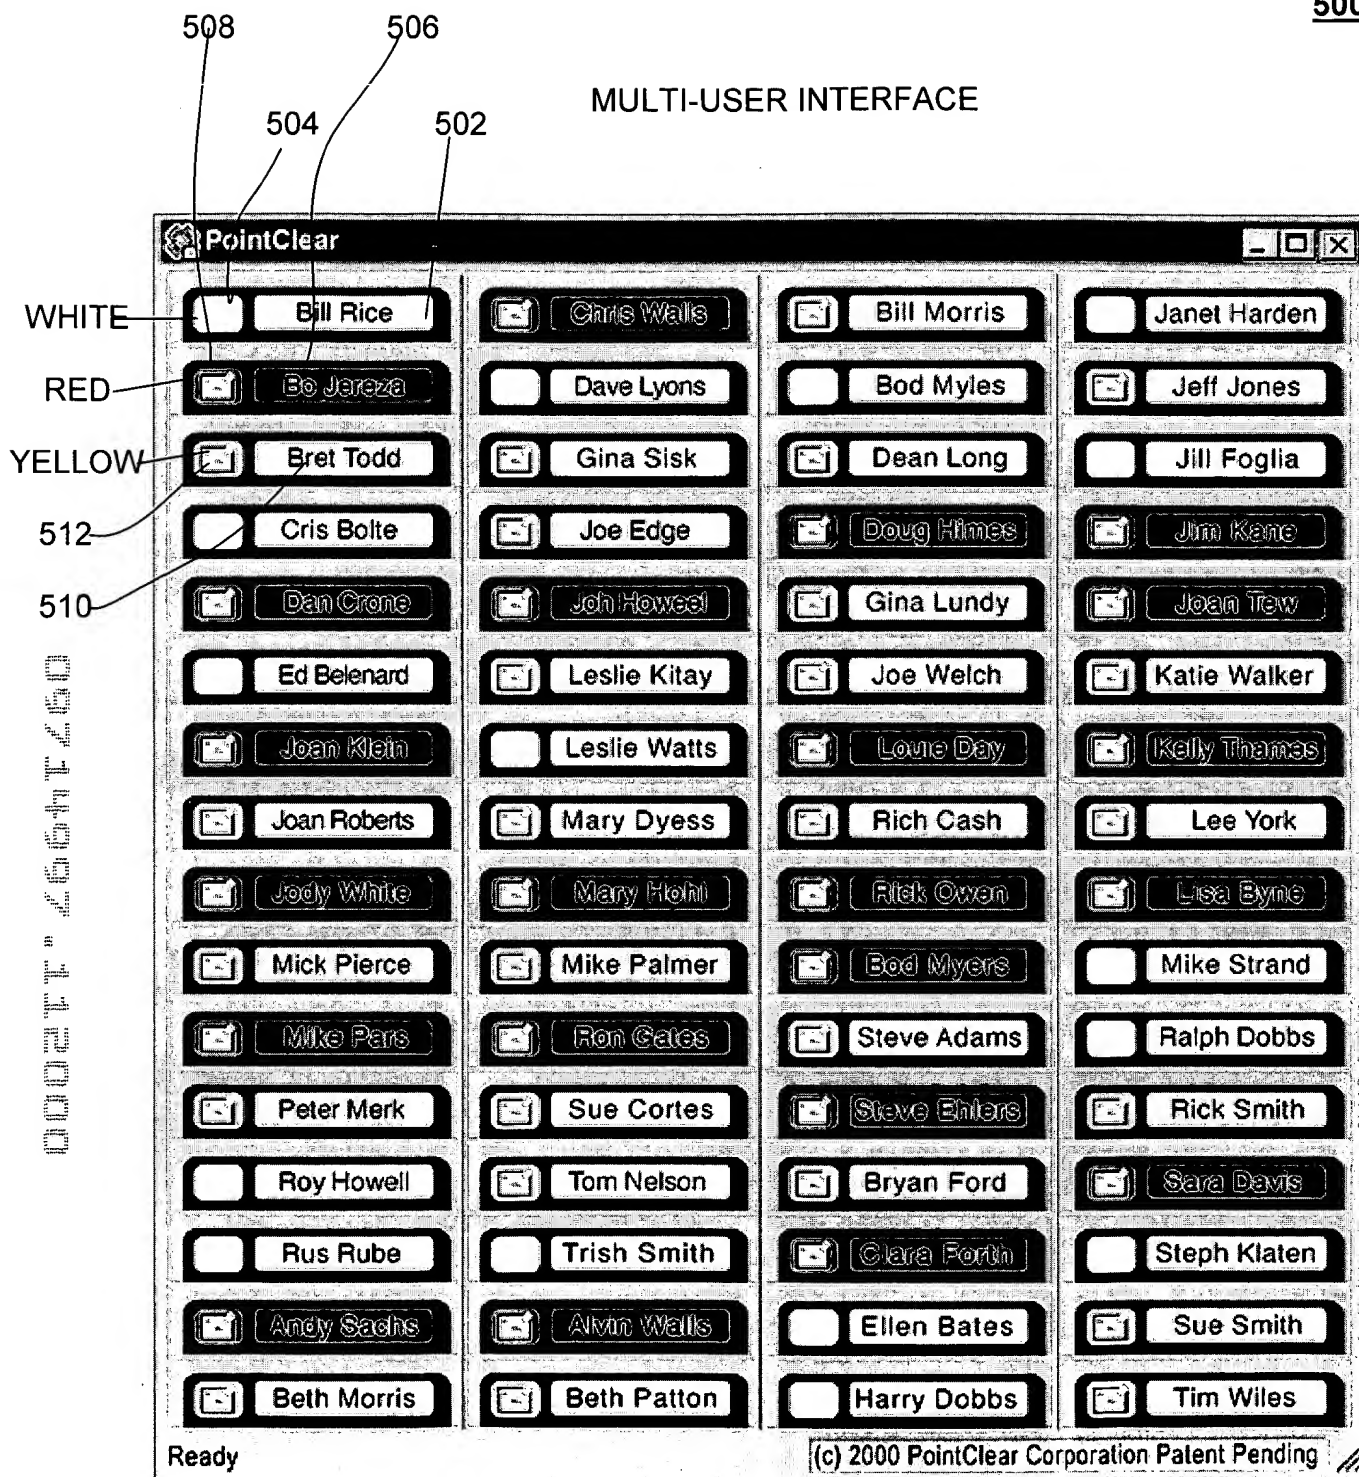 500
508 506
MULTI-USER INTERFACE
504 502
PointClear
WHITE Bill Rice Chris Walls Bill Morris Janet Harden
RED Bo Jereza Dave Lyons Bod Myles Jeff Jones
YELLOW Bret Todd Gina Sisk Dean Long Jill Foglia
512 Cris Bolte Joe Edge Doug Himes Jim Kane
510 Dan Crone Joh Howeel Gina Lundy Joan Tew
Ed Belenard Leslie Kitay Joe Welch Katie Walker
Joan Klein Leslie Watts Louie Day Kelly Thames
Joan Roberts Mary Dyess Rich Cash Lee York
Jody White Mary Hohl Rick Owen Lisa Byne
Mick Pierce Mike Palmer Bod Myers Mike Strand
Mike Pars Ron Gates Steve Adams Ralph Dobbs
Peter Merk Sue Cortes Steve Ehlers Rick Smith
Roy Howell Tom Nelson Bryan Ford Sara Davis
Rus Rube Trish Smith Clara Forth Steph Klaten
Andy Sachs Alvin Walls Ellen Bates Sue Smith
Beth Morris Beth Patton Harry Dobbs Tim Wiles
Ready (c) 2000 PointClear Corporation Patent Pending